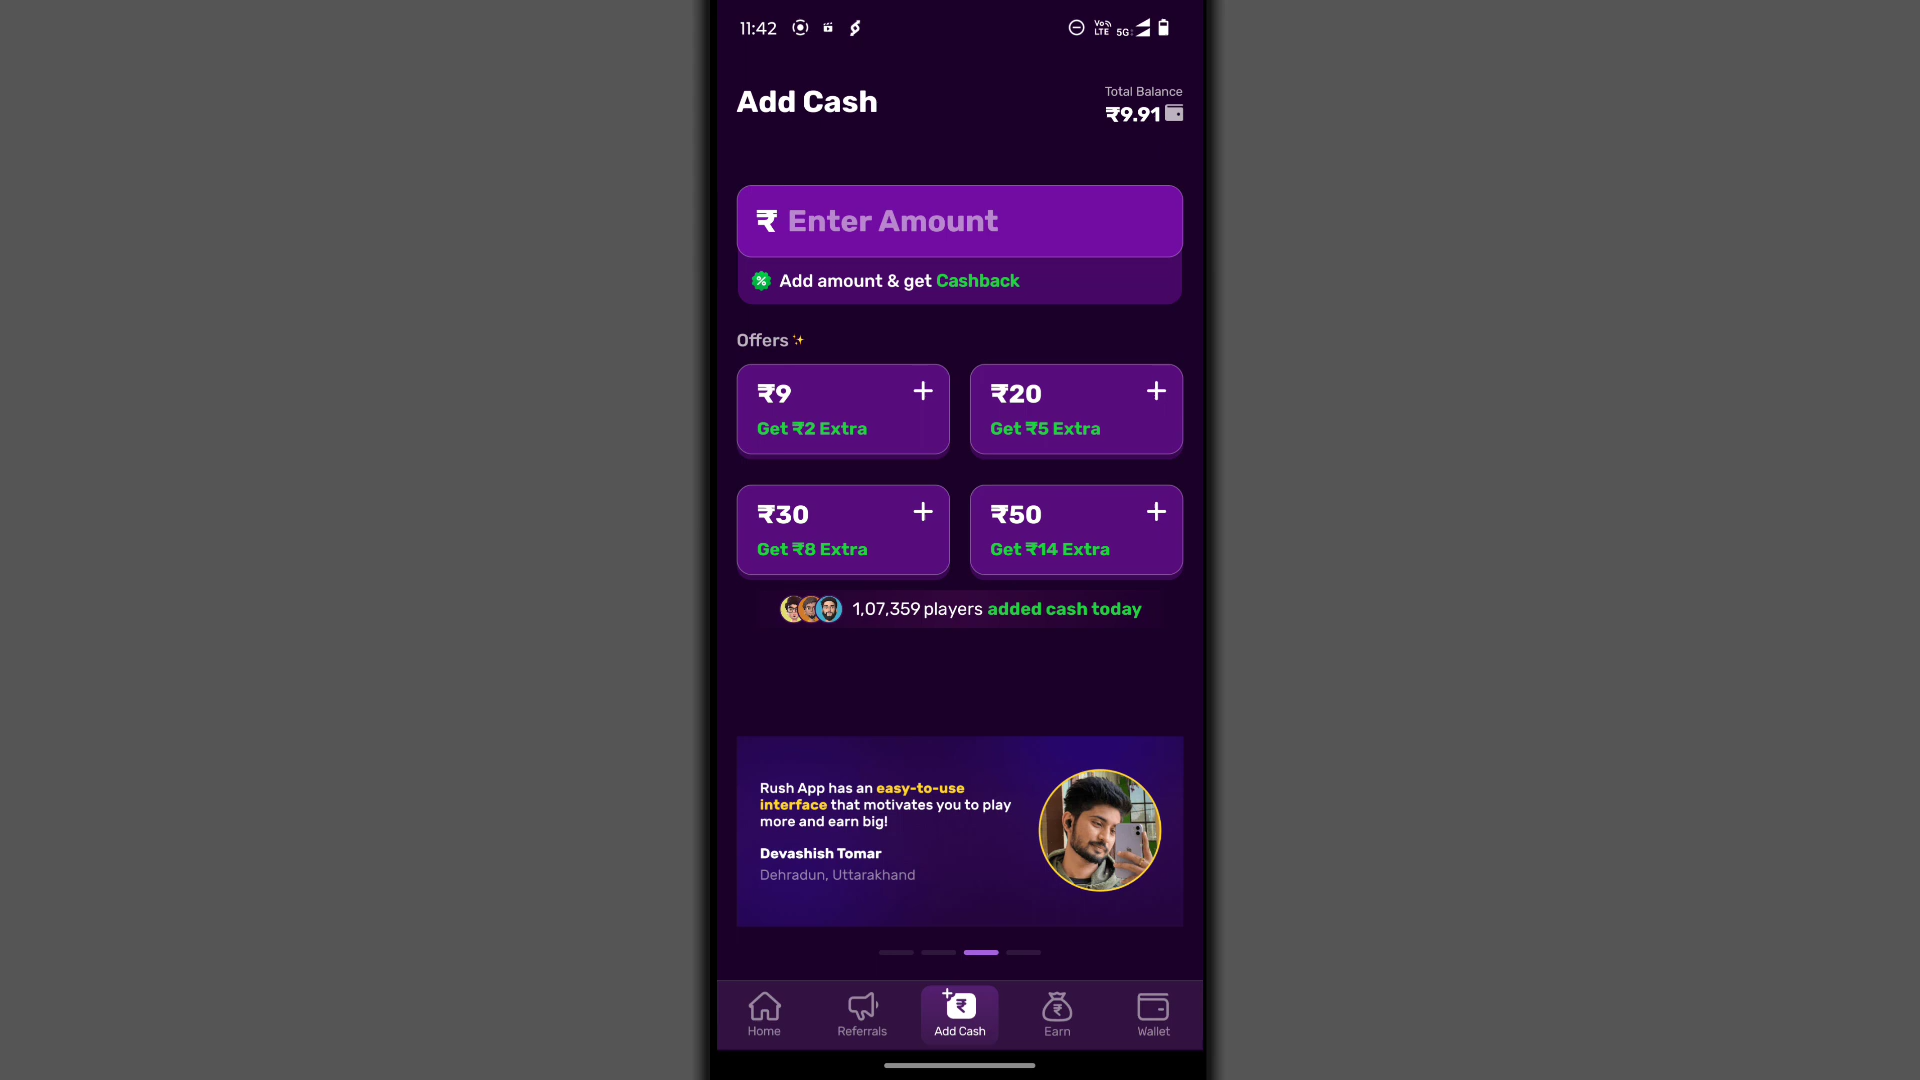 11:42
Vo
LTE
5G
Add Cash
Total Balance
₹9.91
₹ Enter Amount
Add amount & get Cashback
Offers
₹9
Get ₹2 Extra
₹20
Get ₹5 Extra
₹30
Get ₹8 Extra
₹50
Get ₹14 Extra
1,07,359 players added cash today
Rush App has an easy-to-use
interface that motivates you to play
more and earn big!
Devashish Tomar
Dehradun, Uttarakhand
Home
Referrals
Add Cash
Earn
Wallet